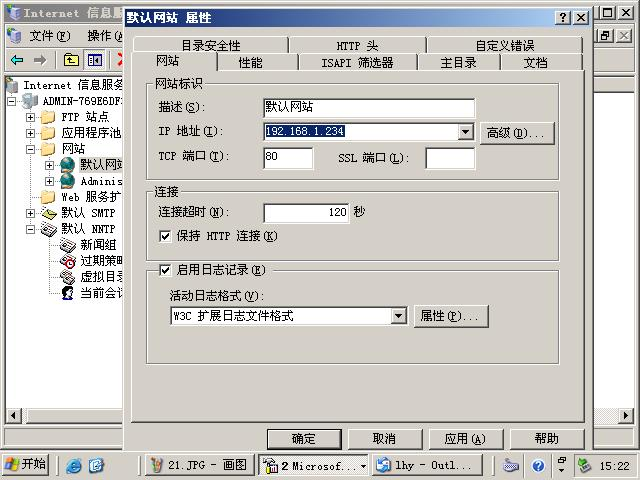 Internet 信息服
默认网站 属性
文件(F) 操作(A
目录安全性 HTTP 头 自定义错误
网站 性能 ISAPI 筛选器 主目录 文档
Internet 信息服
ADMIN-769E6DF
FTP 站点
应用程序池
网站
默认网站
Adminis
Web 服务扩
默认 SMTP
默认 NNTP
新闻组
过期策略
虚拟目录
当前会话
网站标识
描述(S): 默认网站
IP 地址(I): 192.168.1.234 高级(D)...
TCP 端口(T): 80 SSL 端口(L):
连接
连接超时(N): 120 秒
保持 HTTP 连接(K)
启用日志记录(E)
活动日志格式(V):
W3C 扩展日志文件格式 属性(P)...
确定 取消 应用(A) 帮助
开始 21.JPG - 画图 2 Microsof... lhy - Outl... 15:22